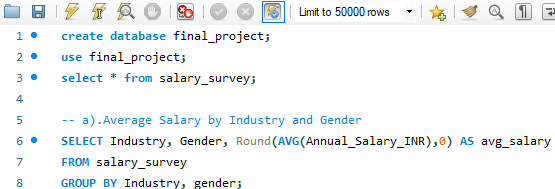 Limit to 50000 rows
1 create database final_project;
2 use final_project;
3 select * from salary_survey;
4
5 -- a).Average Salary by Industry and Gender
6 SELECT Industry, Gender, Round(AVG(Annual_Salary_INR),0) AS avg_salary
7 FROM salary_survey
8 GROUP BY Industry, gender;